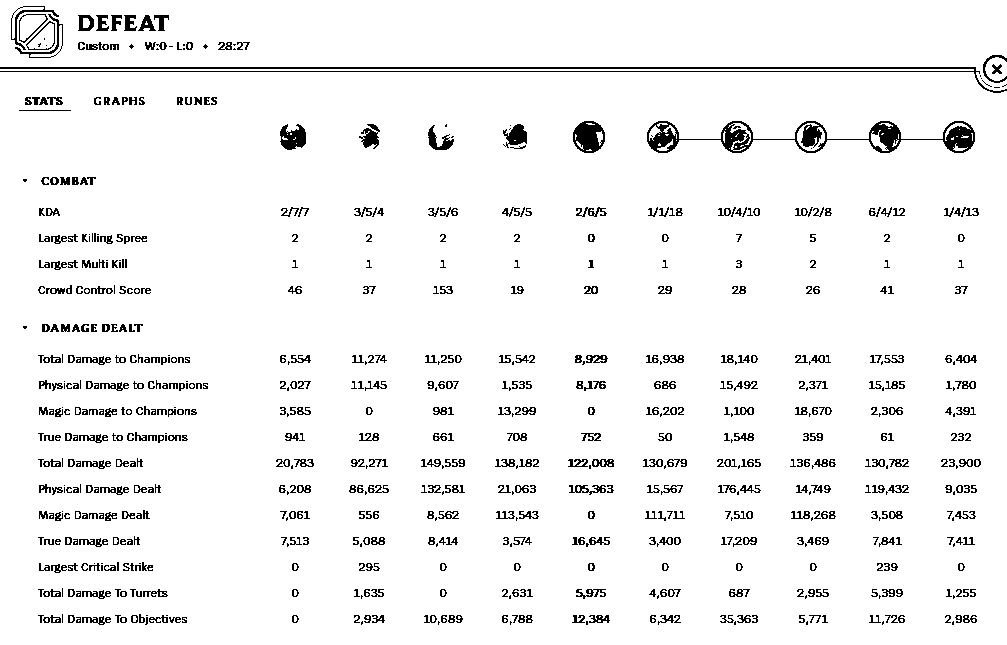 DEFEAT
Custom • W:0 - L:0 • 28:27
STATS GRAPHS RUNES
COMBAT
KDA 2/7/7 3/5/4 3/5/6 4/5/5 2/6/5 1/1/18 10/4/10 10/2/8 6/4/12 1/4/13
Largest Killing Spree 2 2 2 2 0 0 7 5 2 0
Largest Multi Kill 1 1 1 1 1 1 3 2 1 1
Crowd Control Score 46 37 153 19 20 29 28 26 41 37
DAMAGE DEALT
Total Damage to Champions 6,554 11,274 11,250 15,542 8,929 16,938 18,140 21,401 17,553 6,404
Physical Damage to Champions 2,027 11,145 9,607 1,535 8,176 686 15,492 2,371 15,185 1,780
Magic Damage to Champions 3,585 0 981 13,299 0 16,202 1,100 18,670 2,306 4,391
True Damage to Champions 941 128 661 708 752 50 1,548 359 61 232
Total Damage Dealt 20,783 92,271 149,559 138,182 122,008 130,679 201,165 136,486 130,782 23,900
Physical Damage Dealt 6,208 86,625 132,581 21,063 105,363 15,567 176,445 14,749 119,432 9,035
Magic Damage Dealt 7,061 556 8,562 113,543 0 111,711 7,510 118,268 3,508 7,453
True Damage Dealt 7,513 5,088 8,414 3,574 16,645 3,400 17,209 3,469 7,841 7,411
Largest Critical Strike 0 295 0 0 0 0 0 0 239 0
Total Damage To Turrets 0 1,635 0 2,631 5,975 4,607 687 2,955 5,399 1,255
Total Damage To Objectives 0 2,934 10,689 6,788 12,384 6,342 35,363 5,771 11,726 2,986